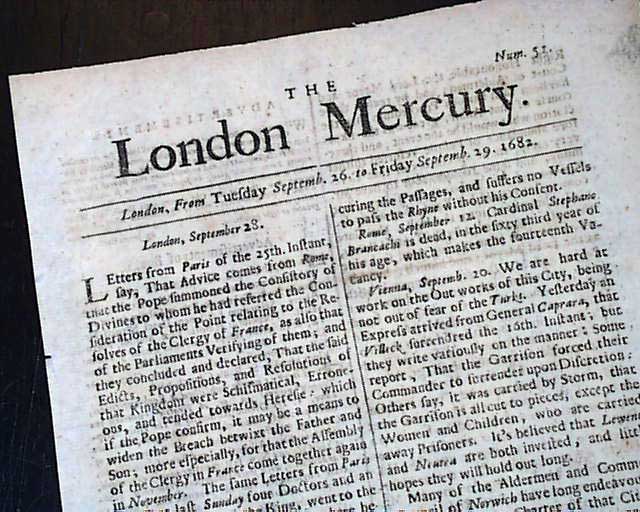 Num. 51.
THE
London Mercury.
London, From Tuesday Septemb. 26. to Friday Septemb. 29. 1682.
London, September 28.
LEtters from Paris of the 25th. Instant,
say, That Advice comes from Rome,
that the Pope summoned the Consistory of
Divines to whom he had referred the Con-
sideration of the Point relating to the Re-
solves of the Clergy of France, as also that
of the Parliaments Verifying of them; and
they concluded and declared, That the said
Edicts, Propositions, and Resolutions of
that Kingdom were Schismatical, Errone-
ous, and tended towards Heresie: which
if the Pope confirm, it may be a means to
widen the Breach betwixt the Father and
Son; more especially, for that the Assembly
of the Clergy in France come together again
in November. The same Letters from Paris
last Sunday four Doctors and an
the King, went to the
curing the Passages, and suffers no Vessels
to pass the Rhyne without his Consent.
Rome, September 12. Cardinal Stephano
Brancachi is dead, in the sixty third year of
his age, which makes the fourteenth Va-
cancy.
Vienna, Septemb. 20. We are hard at
work on the Out works of this City, being
not out of fear of the Turks. Yesterday an
Express arrived from General Caprara, that
Villeck surrendred the 16th. Instant; but
they write variously on the manner: Some
report, That the Garrison forced their
Commander to surrender upon Discretion:
Others say, it was carried by Storm, that
the Garrison is all cut to pieces, except the
Women and Children, who are carried
away Prisoners. It's believed that
and are both invested, and
hopes they will hold out long.
Many of the Aldermen and
of Norwich have long
Charter of that